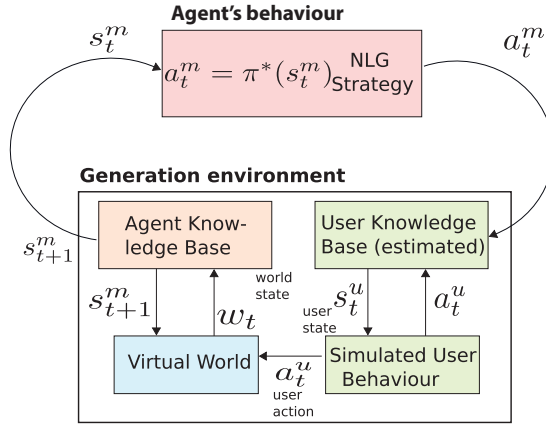 Agent's behaviour
s_t^m
a_t^m = π*(s_t^m) NLG
Strategy
a_t^m
Generation environment
Agent Know-
ledge Base
User Knowledge
Base (estimated)
s_{t+1}^m
s_{t+1}^m
w_t
world
state
user
state
s_t^u
a_t^u
Virtual World
a_t^u
user
action
Simulated User
Behaviour